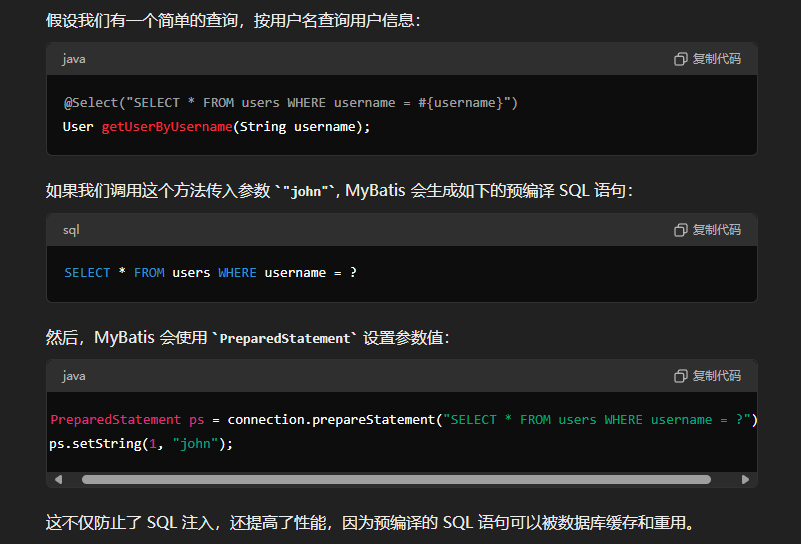 假设我们有一个简单的查询，按用户名查询用户信息：
java 复制代码
@Select("SELECT * FROM users WHERE username = #{username}")
User getUserByUsername(String username);
如果我们调用这个方法传入参数 `"john"`, MyBatis 会生成如下的预编译 SQL 语句：
sql 复制代码
SELECT * FROM users WHERE username = ?
然后，MyBatis 会使用 `PreparedStatement` 设置参数值：
java 复制代码
PreparedStatement ps = connection.prepareStatement("SELECT * FROM users WHERE username = ?")
ps.setString(1, "john");
这不仅防止了 SQL 注入，还提高了性能，因为预编译的 SQL 语句可以被数据库缓存和重用。